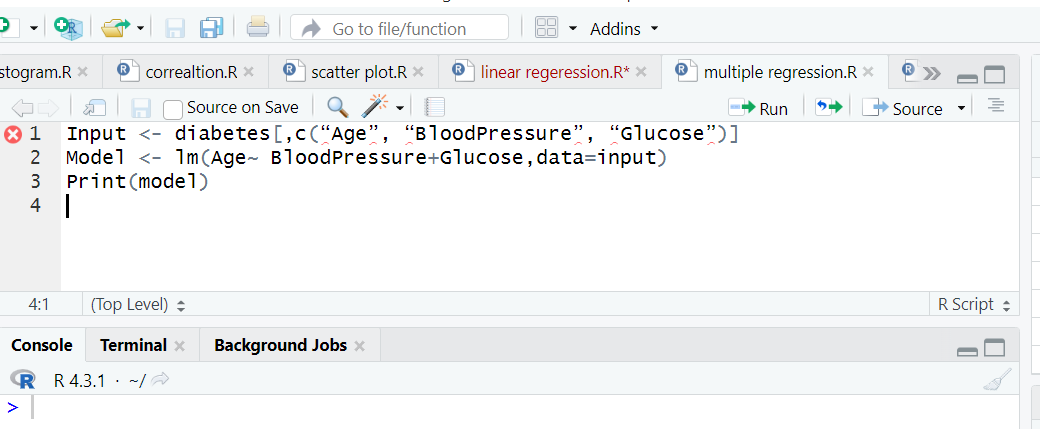 Go to file/function
Addins
stogram.R
correaltion.R
scatter plot.R
linear regeression.R*
multiple regression.R
Source on Save
Run
Source
1 Input <- diabetes[,c(“Age”, “BloodPressure”, “Glucose”)]
2 Model <- lm(Age~ BloodPressure+Glucose,data=input)
3 Print(model)
4
4:1
(Top Level)
R Script
Console
Terminal
Background Jobs
R 4.3.1 · ~/
>